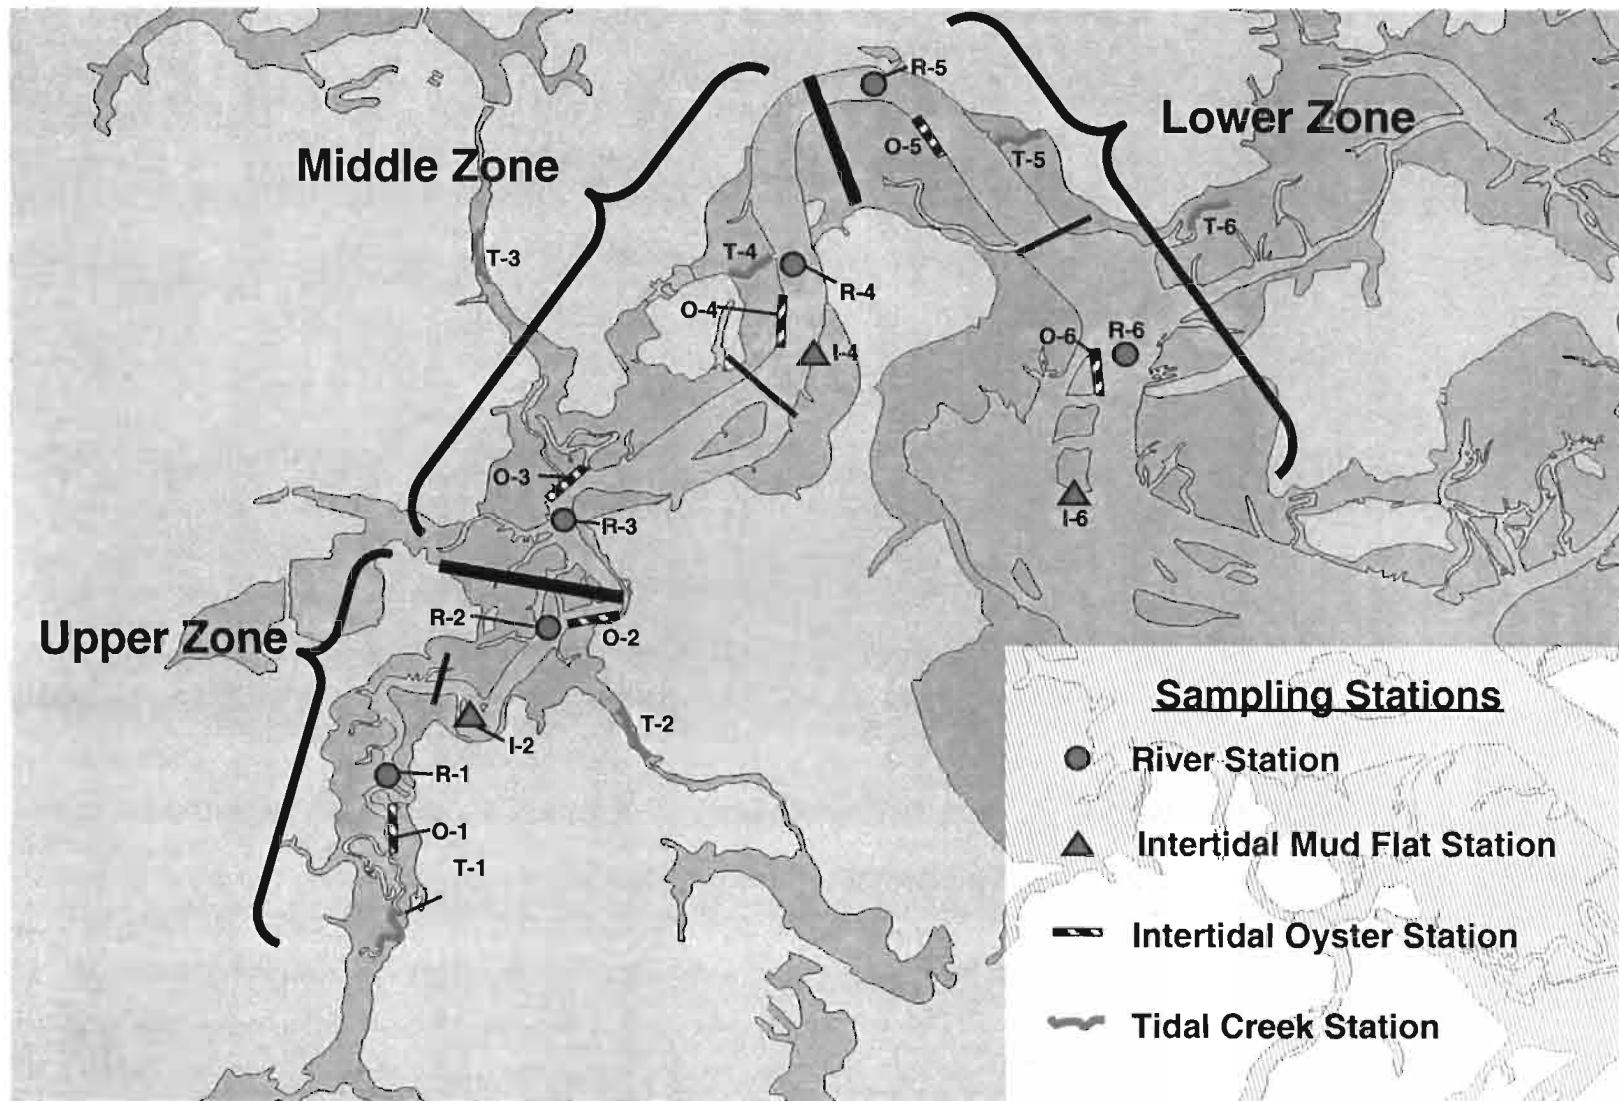 R-5
Lower Zone
Middle Zone
O-5
T-5
T-6
T-3
T-4
R-4
O-4
I-4
O-6
R-6
O-3
R-3
I-6
R-2
O-2
Upper Zone
T-2
I-2
R-1
O-1
T-1
Sampling Stations
River Station
Intertidal Mud Flat Station
Intertidal Oyster Station
Tidal Creek Station